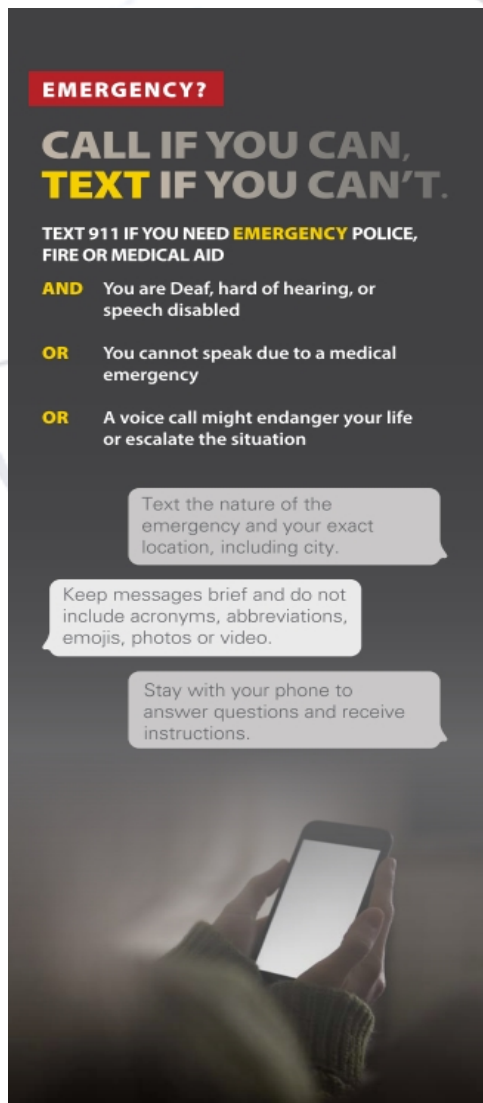 EMERGENCY?
CALL IF YOU CAN,
TEXT IF YOU CAN'T.
TEXT 911 IF YOU NEED EMERGENCY POLICE,
FIRE OR MEDICAL AID
AND You are Deaf, hard of hearing, or
speech disabled
OR You cannot speak due to a medical
emergency
OR A voice call might endanger your life
or escalate the situation
Text the nature of the
emergency and your exact
location, including city.
Keep messages brief and do not
include acronyms, abbreviations,
emojis, photos or video.
Stay with your phone to
answer questions and receive
instructions.